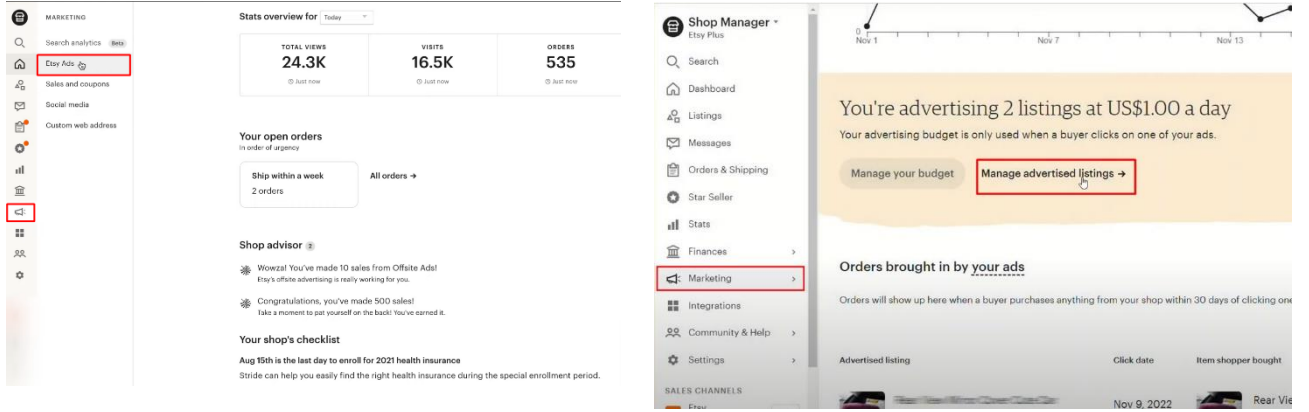 MARKETING
Search analytics Beta
Etsy Ads
Sales and coupons
Social media
Custom web address
Stats overview for Today
TOTAL VIEWS VISITS ORDERS
24.3K 16.5K 535
Just now Just now Just now
Your open orders
In order of urgency
Ship within a week All orders →
2 orders
Shop advisor 2
Wowza! You've made 10 sales from Offsite Ads!
Etsy's offsite advertising is really working for you.
Congratulations, you've made 500 sales!
Take a moment to pat yourself on the back! You've earned it.
Your shop's checklist
Aug 15th is the last day to enroll for 2021 health insurance
Stride can help you easily find the right health insurance during the special enrollment period.
Shop Manager
Etsy Plus
Search
Dashboard
Listings
Messages
Orders & Shipping
Star Seller
Stats
Finances
Marketing
Integrations
Community & Help
Settings
SALES CHANNELS
Etsy
0
Nov 1 Nov 7 Nov 13
You're advertising 2 listings at US$1.00 a day
Your advertising budget is only used when a buyer clicks on one of your ads.
Manage your budget Manage advertised listings →
Orders brought in by your ads
Orders will show up here when a buyer purchases anything from your shop within 30 days of clicking one
Advertised listing Click date Item shopper bought
Nov 9, 2022 Rear Vie